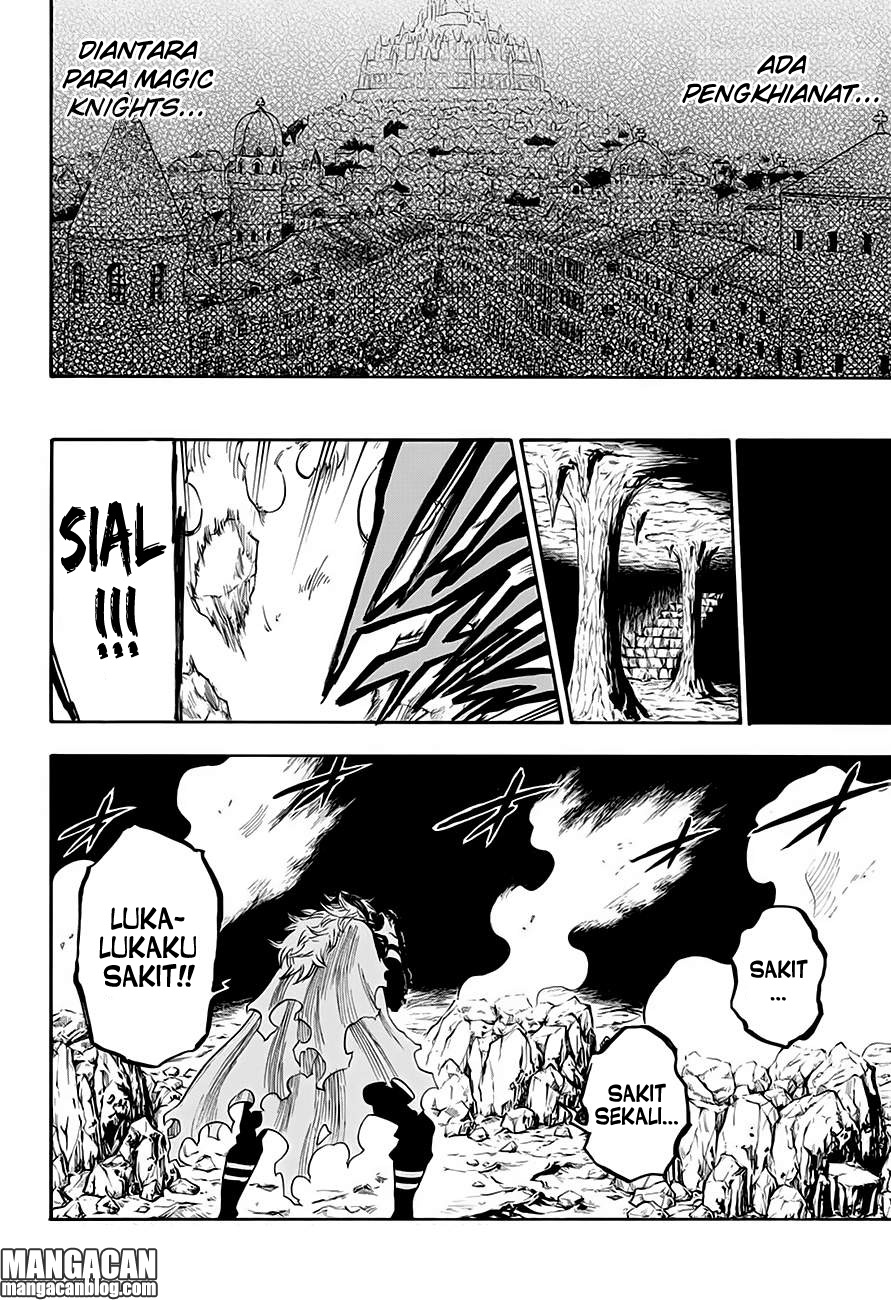 ADA
PENGKHIANAT...
DIANTARA
PARA MAGIC
KNIGHTS...
SIAL
!!!
SAKIT
...
SAKIT
SEKALI...
LUKA-
LUKAKU
SAKIT!!
MANGACAN
mangacanblog.com